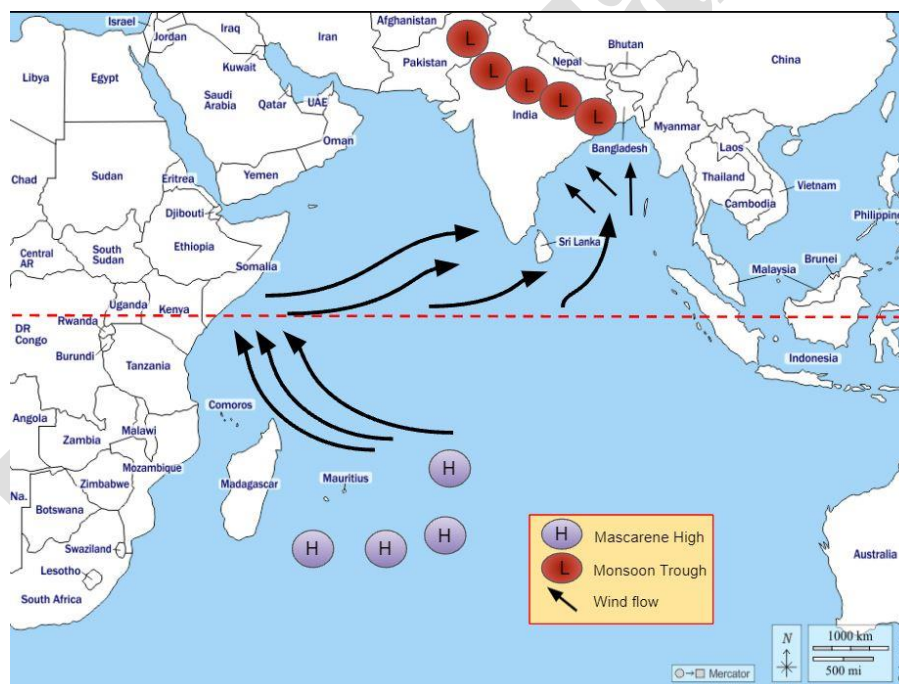 Israel
Jordan
Iraq
Iran
Afghanistan
Pakistan
Kuwait
Libya
Egypt
Saudi
Arabia
Qatar
UAE
Oman
Yemen
L
L
L
L
L
Nepal
Bhutan
China
India
Bangladesh
Myanmar
Laos
Thailand
Vietnam
Cambodia
Philippine
Chad
Sudan
Eritrea
Djibouti
Ethiopia
Somalia
Central
AR
South
Sudan
Sri Lanka
Brunei
Malaysia
Indonesia
Uganda
Kenya
DR
Congo
Rwanda
Burundi
Tanzania
Comoros
Angola
Zambia
Malawi
Mozambique
Zimbabwe
Madagascar
Mauritius
Na.
Botswana
Swaziland
Lesotho
South Africa
H
H
H
H
H
Mascarene High
L
Monsoon Trough
Wind flow
Australia
N
1000 km
500 mi
Mercator